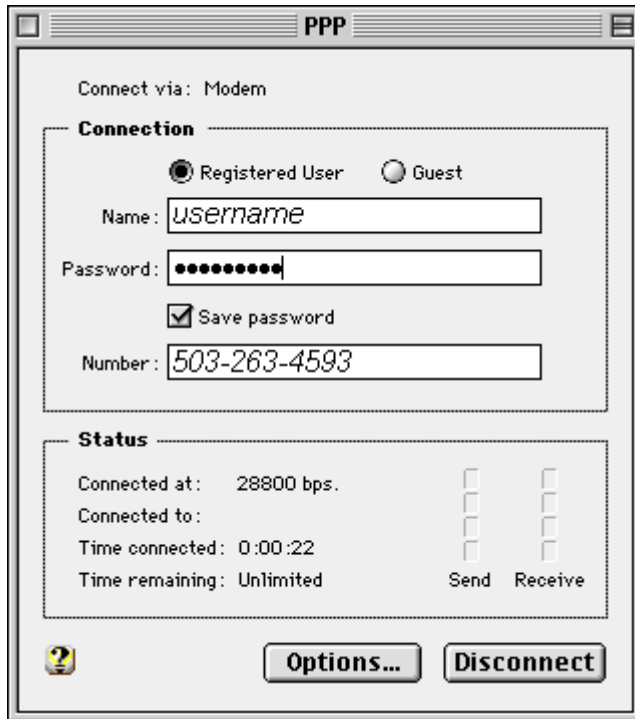 PPP
Connect via: Modem
Connection
Registered User Guest
Name: username
Password: •••••••••
Save password
Number: 503-263-4593
Status
Connected at: 28800 bps.
Connected to:
Time connected: 0:00:22
Time remaining: Unlimited
Send Receive
? Options... Disconnect